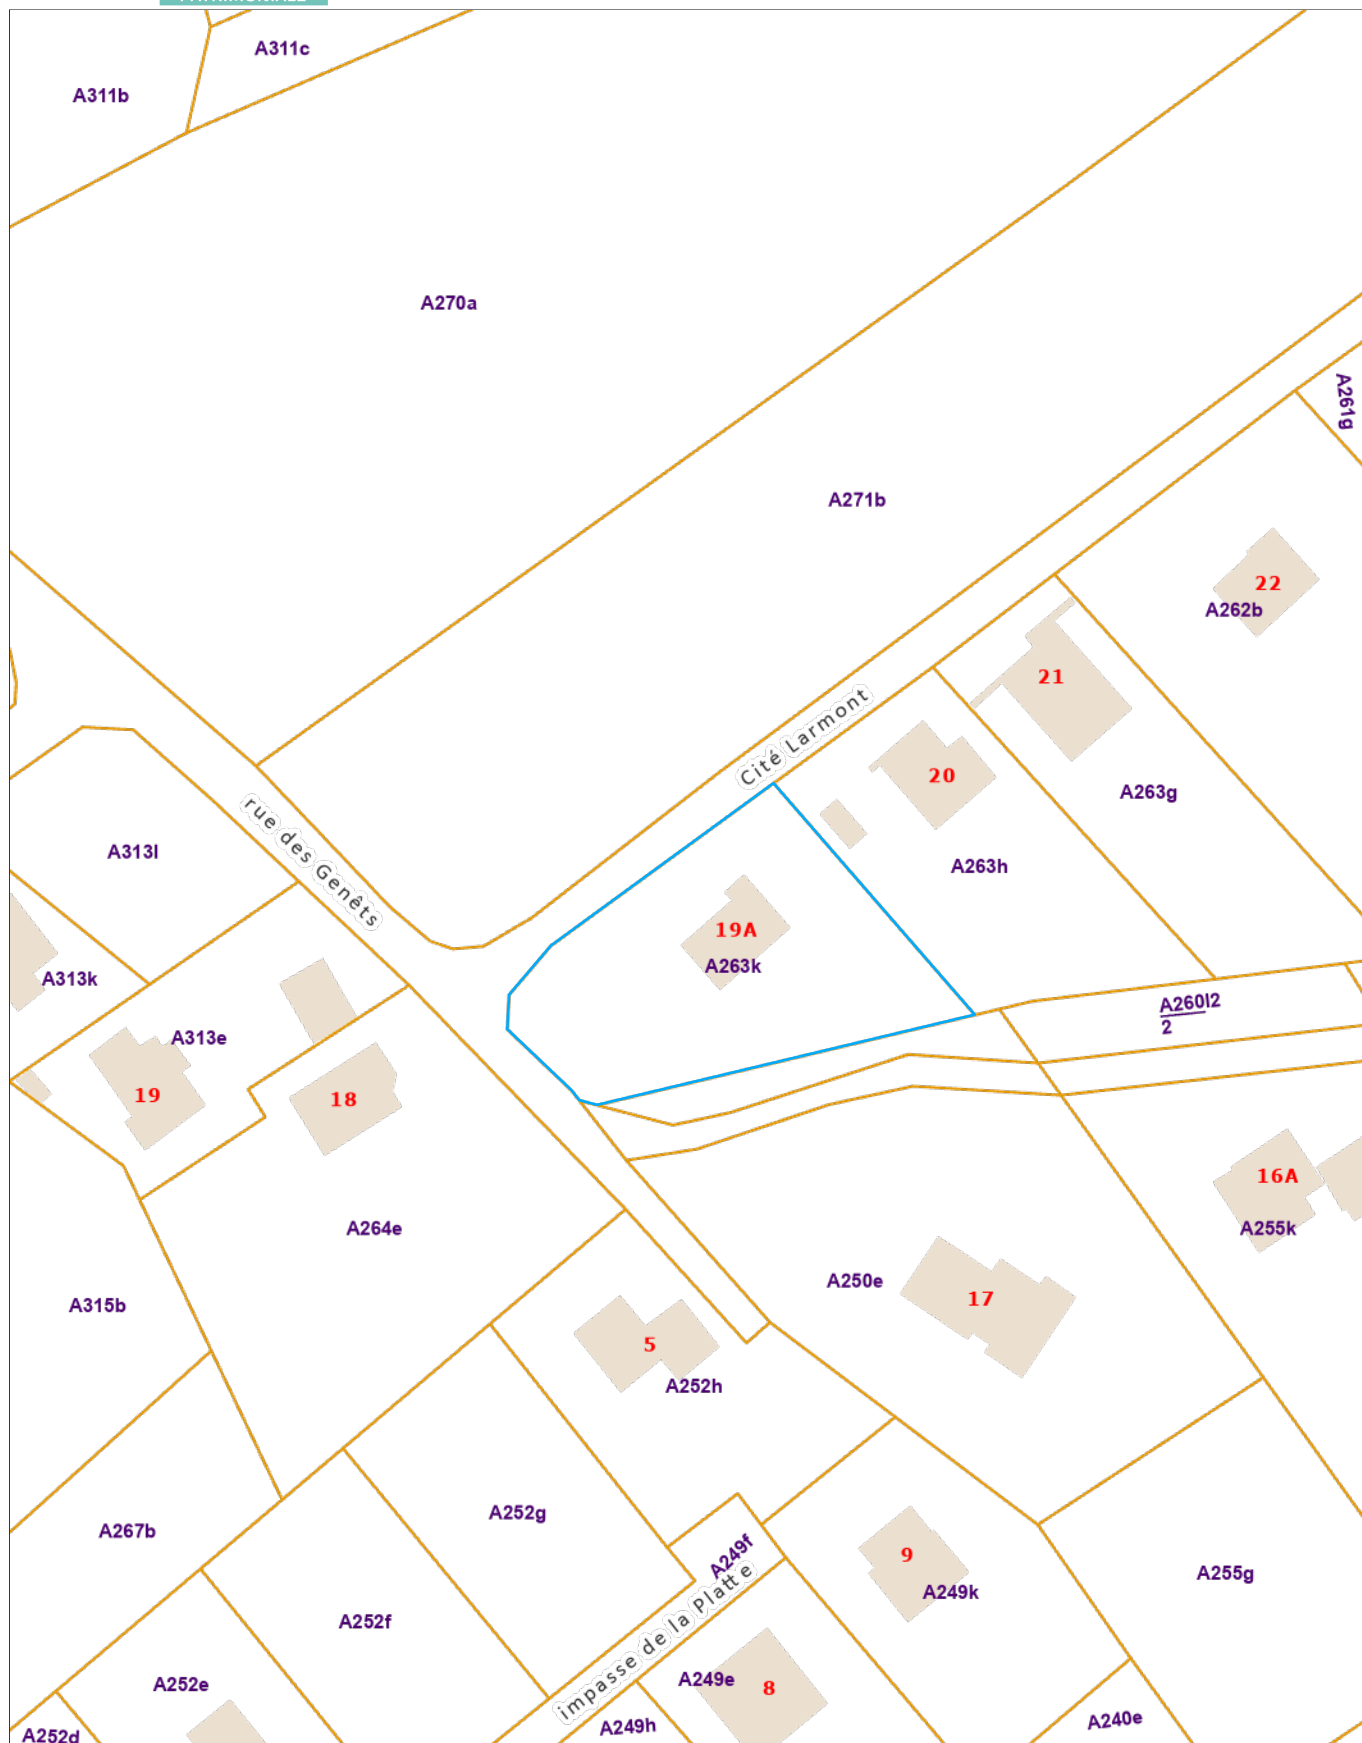 A311c
A311b
A270a
A261g
A271b
22
A262b
21
Cité Larmont
20
A263g
rue des Genêts
A313l
A263h
19A
A263k
A313k
A260l2
2
A313e
19
18
16A
A255k
A264e
A250e
17
A315b
5
A252h
A252g
A267b
A249f
9
A249k
A255g
impasse de la Platte
A252f
A252e
A249e
8
A249h
A240e
A252d